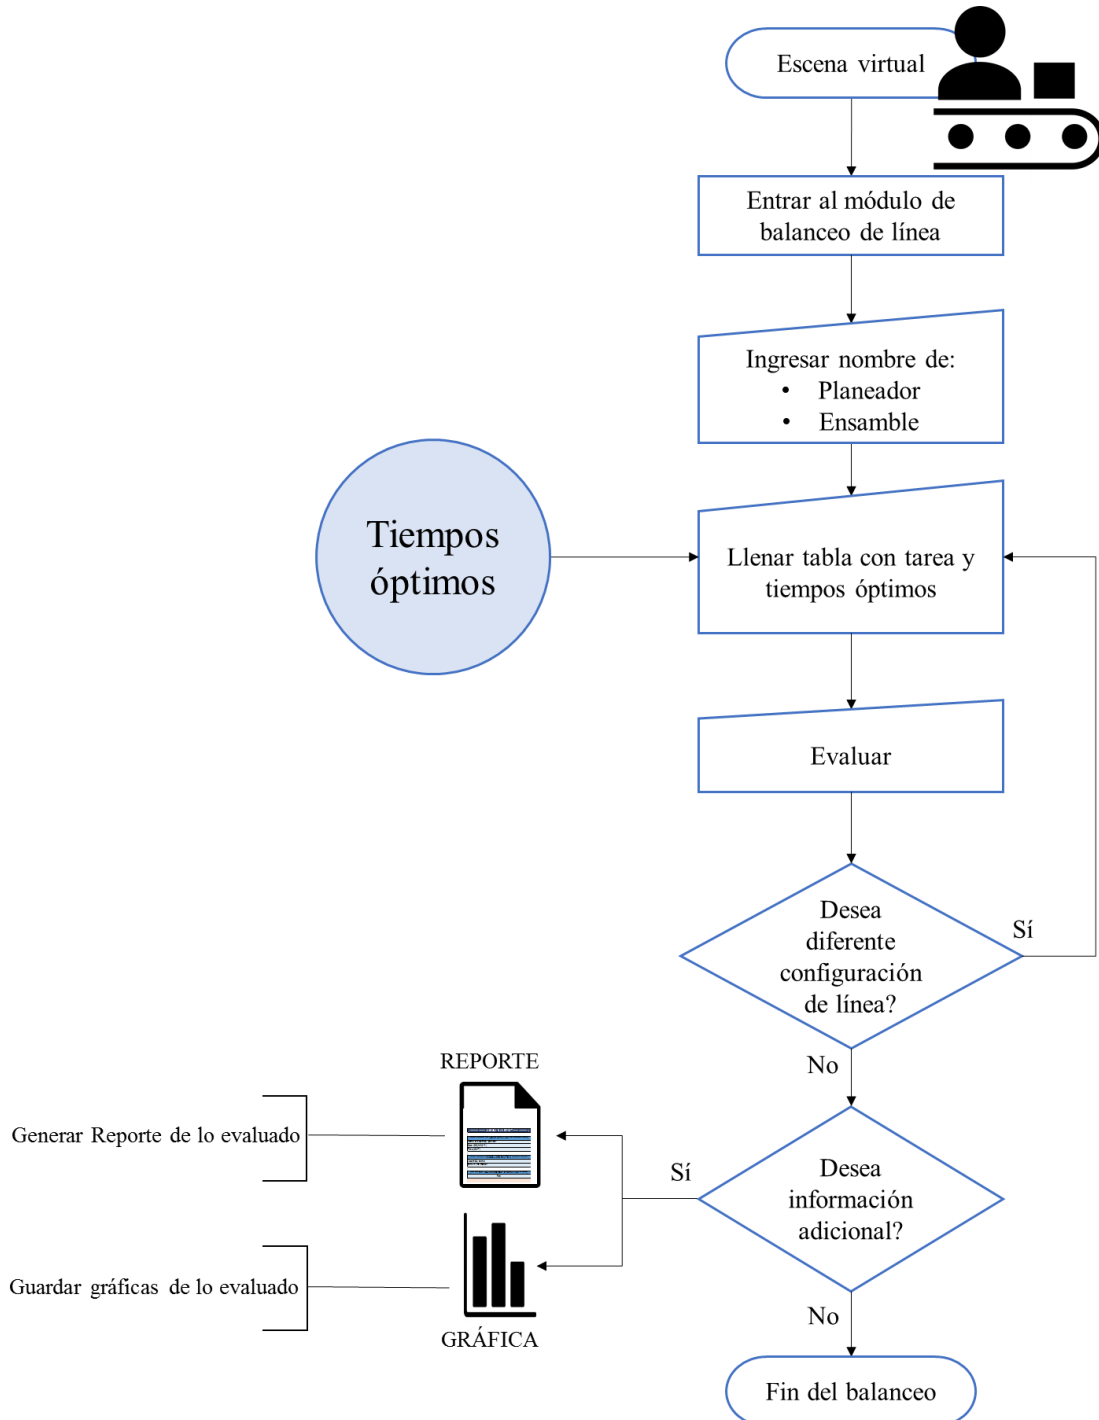 Escena virtual
Entrar al módulo de
balanceo de línea
Ingresar nombre de:
• Planeador
• Ensamble
Tiempos
óptimos
Llenar tabla con tarea y
tiempos óptimos
Evaluar
Desea
diferente
configuración
de línea?
Sí
No
Desea
información
adicional?
Sí
REPORTE
Generar Reporte de lo evaluado
Guardar gráficas de lo evaluado
GRÁFICA
No
Fin del balanceo